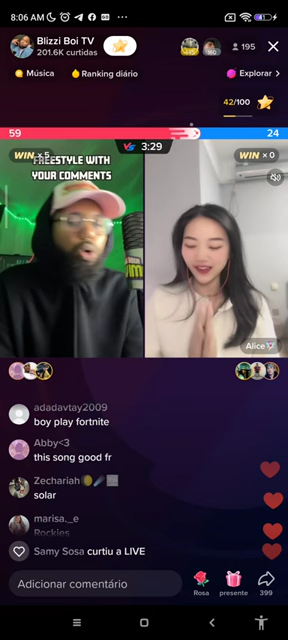 8:06 AM
Blizzi Boi TV
201.6K curtidas
195
Música
Ranking diário
Explorar >
42/100
59
24
WIN x 5
VS 3:29
WIN x 0
FREESTYLE WITH
YOUR COMMENTS
Alice
adadavtay2009
boy play fortnite
Abby<3
this song good fr
Zechariah
solar
marisa._e
Rockies
Samy Sosa curtiu a LIVE
Adicionar comentário
Rosa
presente
399